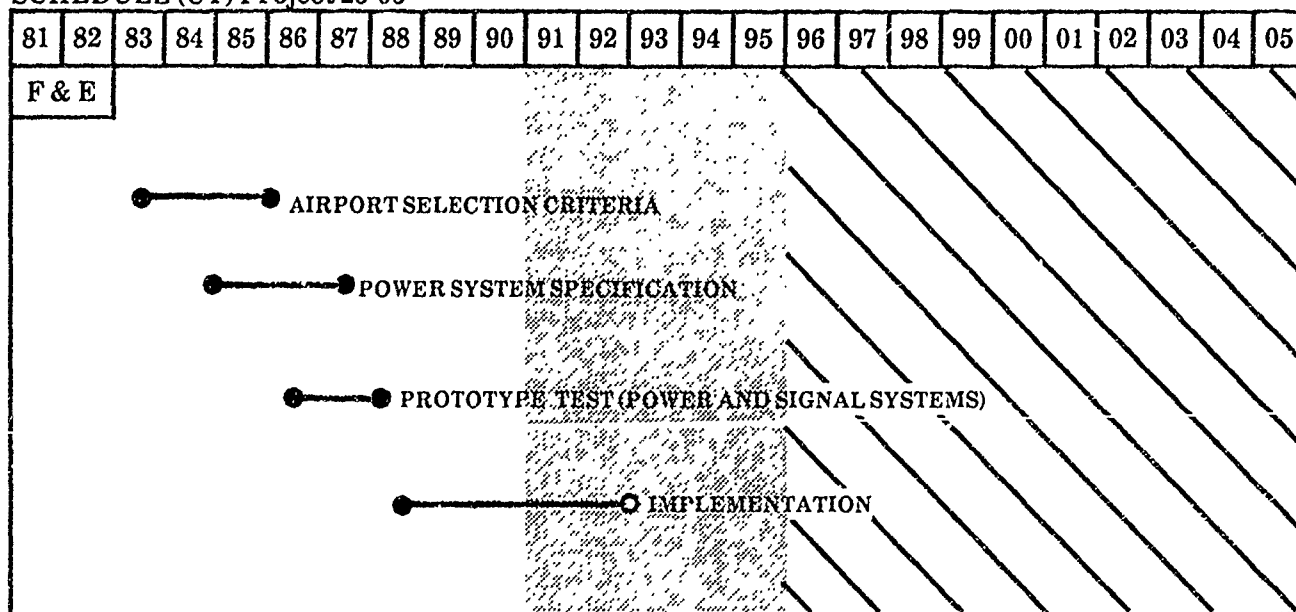 81 82 83 84 85 86 87 88 89 90 91 92 93 94 95 96 97 98 99 00 01 02 03 04 05
F & E
AIRPORT SELECTION CRITERIA
POWER SYSTEM SPECIFICATION
PROTOTYPE TEST (POWER AND SIGNAL SYSTEMS)
IMPLEMENTATION